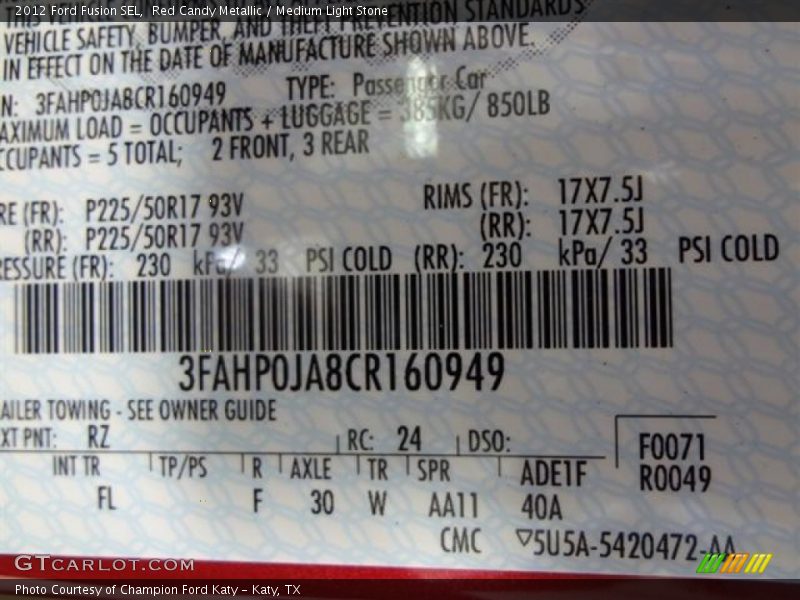 2012 Ford Fusion SEL, Red Candy Metallic / Medium Light Stone
THIS VEHICLE PREVENTION STANDARDS
VEHICLE SAFETY, BUMPER, AND THEFT PREVENTION STANDARDS
IN EFFECT ON THE DATE OF MANUFACTURE SHOWN ABOVE.
N: 3FAHP0JA8CR160949 TYPE: Passenger Car
AXIMUM LOAD = OCCUPANTS + LUGGAGE = 385KG/ 850LB
CCUPANTS = 5 TOTAL; 2 FRONT, 3 REAR
RE (FR): P225/50R17 93V RIMS (FR): 17X7.5J
(RR): P225/50R17 93V (RR): 17X7.5J
RESSURE (FR): 230 kPa/ 33 PSI COLD (RR): 230 kPa/ 33 PSI COLD
3FAHP0JA8CR160949
AILER TOWING - SEE OWNER GUIDE
XT PNT: RZ RC: 24 DSO: F0071
INT TR TP/PS R AXLE TR SPR ADE1F R0049
FL F 30 W AA11 40A
CMC ▽5U5A-5420472-AA
GTCARLOT.COM
Photo Courtesy of Champion Ford Katy – Katy, TX